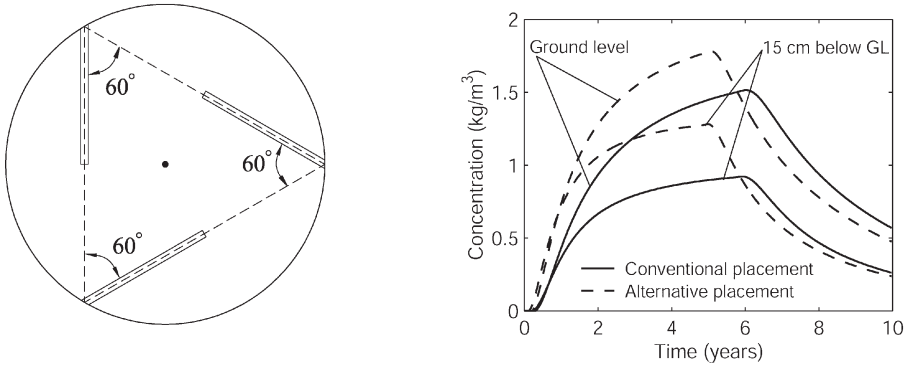 60°
60°
60°
2
1.5
1
0.5
0
0
2
4
6
8
10
Concentration (kg/m³)
Time (years)
Ground level
15 cm below GL
Conventional placement
Alternative placement